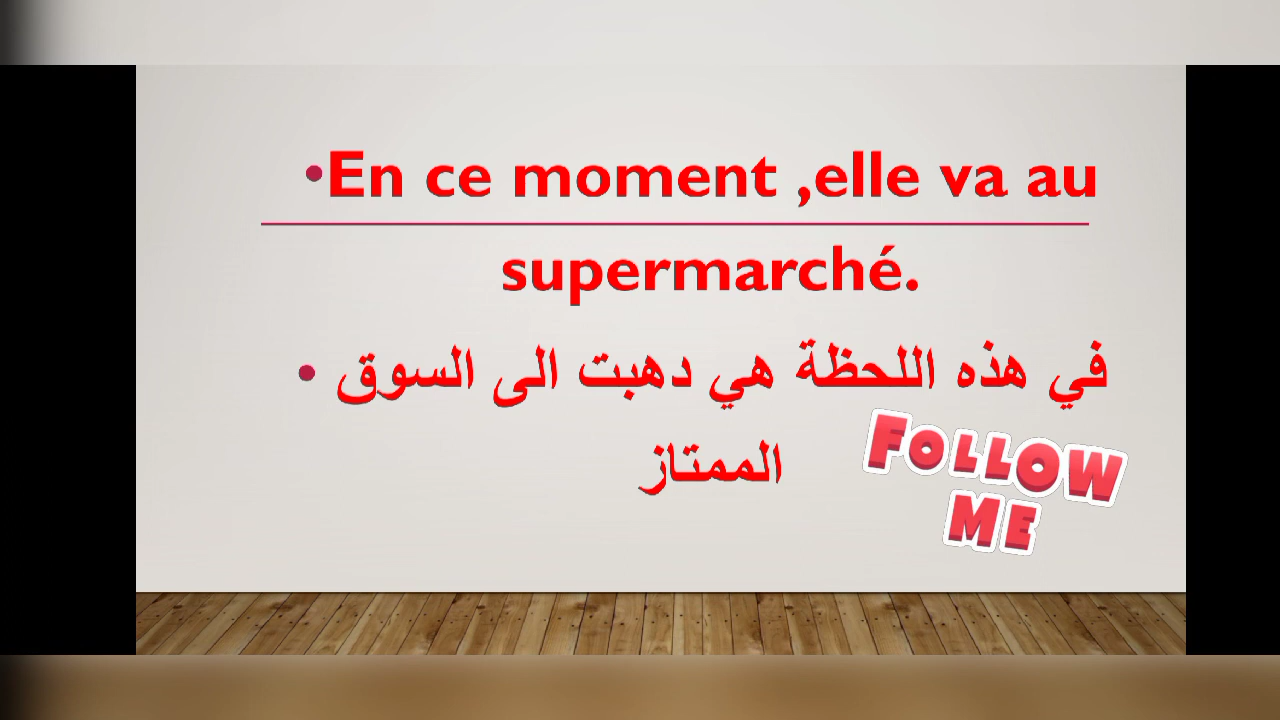 •En ce moment ,elle va au
supermarché.
• في هذه اللحظة هي دهبت الى السوق
الممتاز
FOLLOW
ME